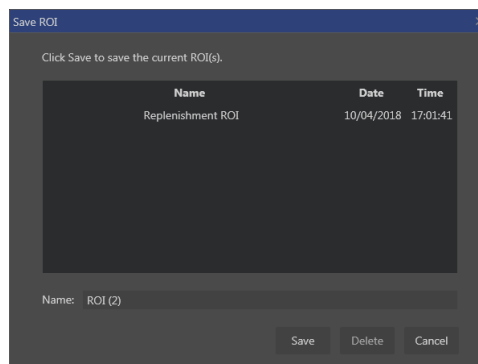 Save ROI
Click Save to save the current ROI(s).
Name Date Time
Replenishment ROI 10/04/2018 17:01:41
Name: ROI (2)
Save Delete Cancel